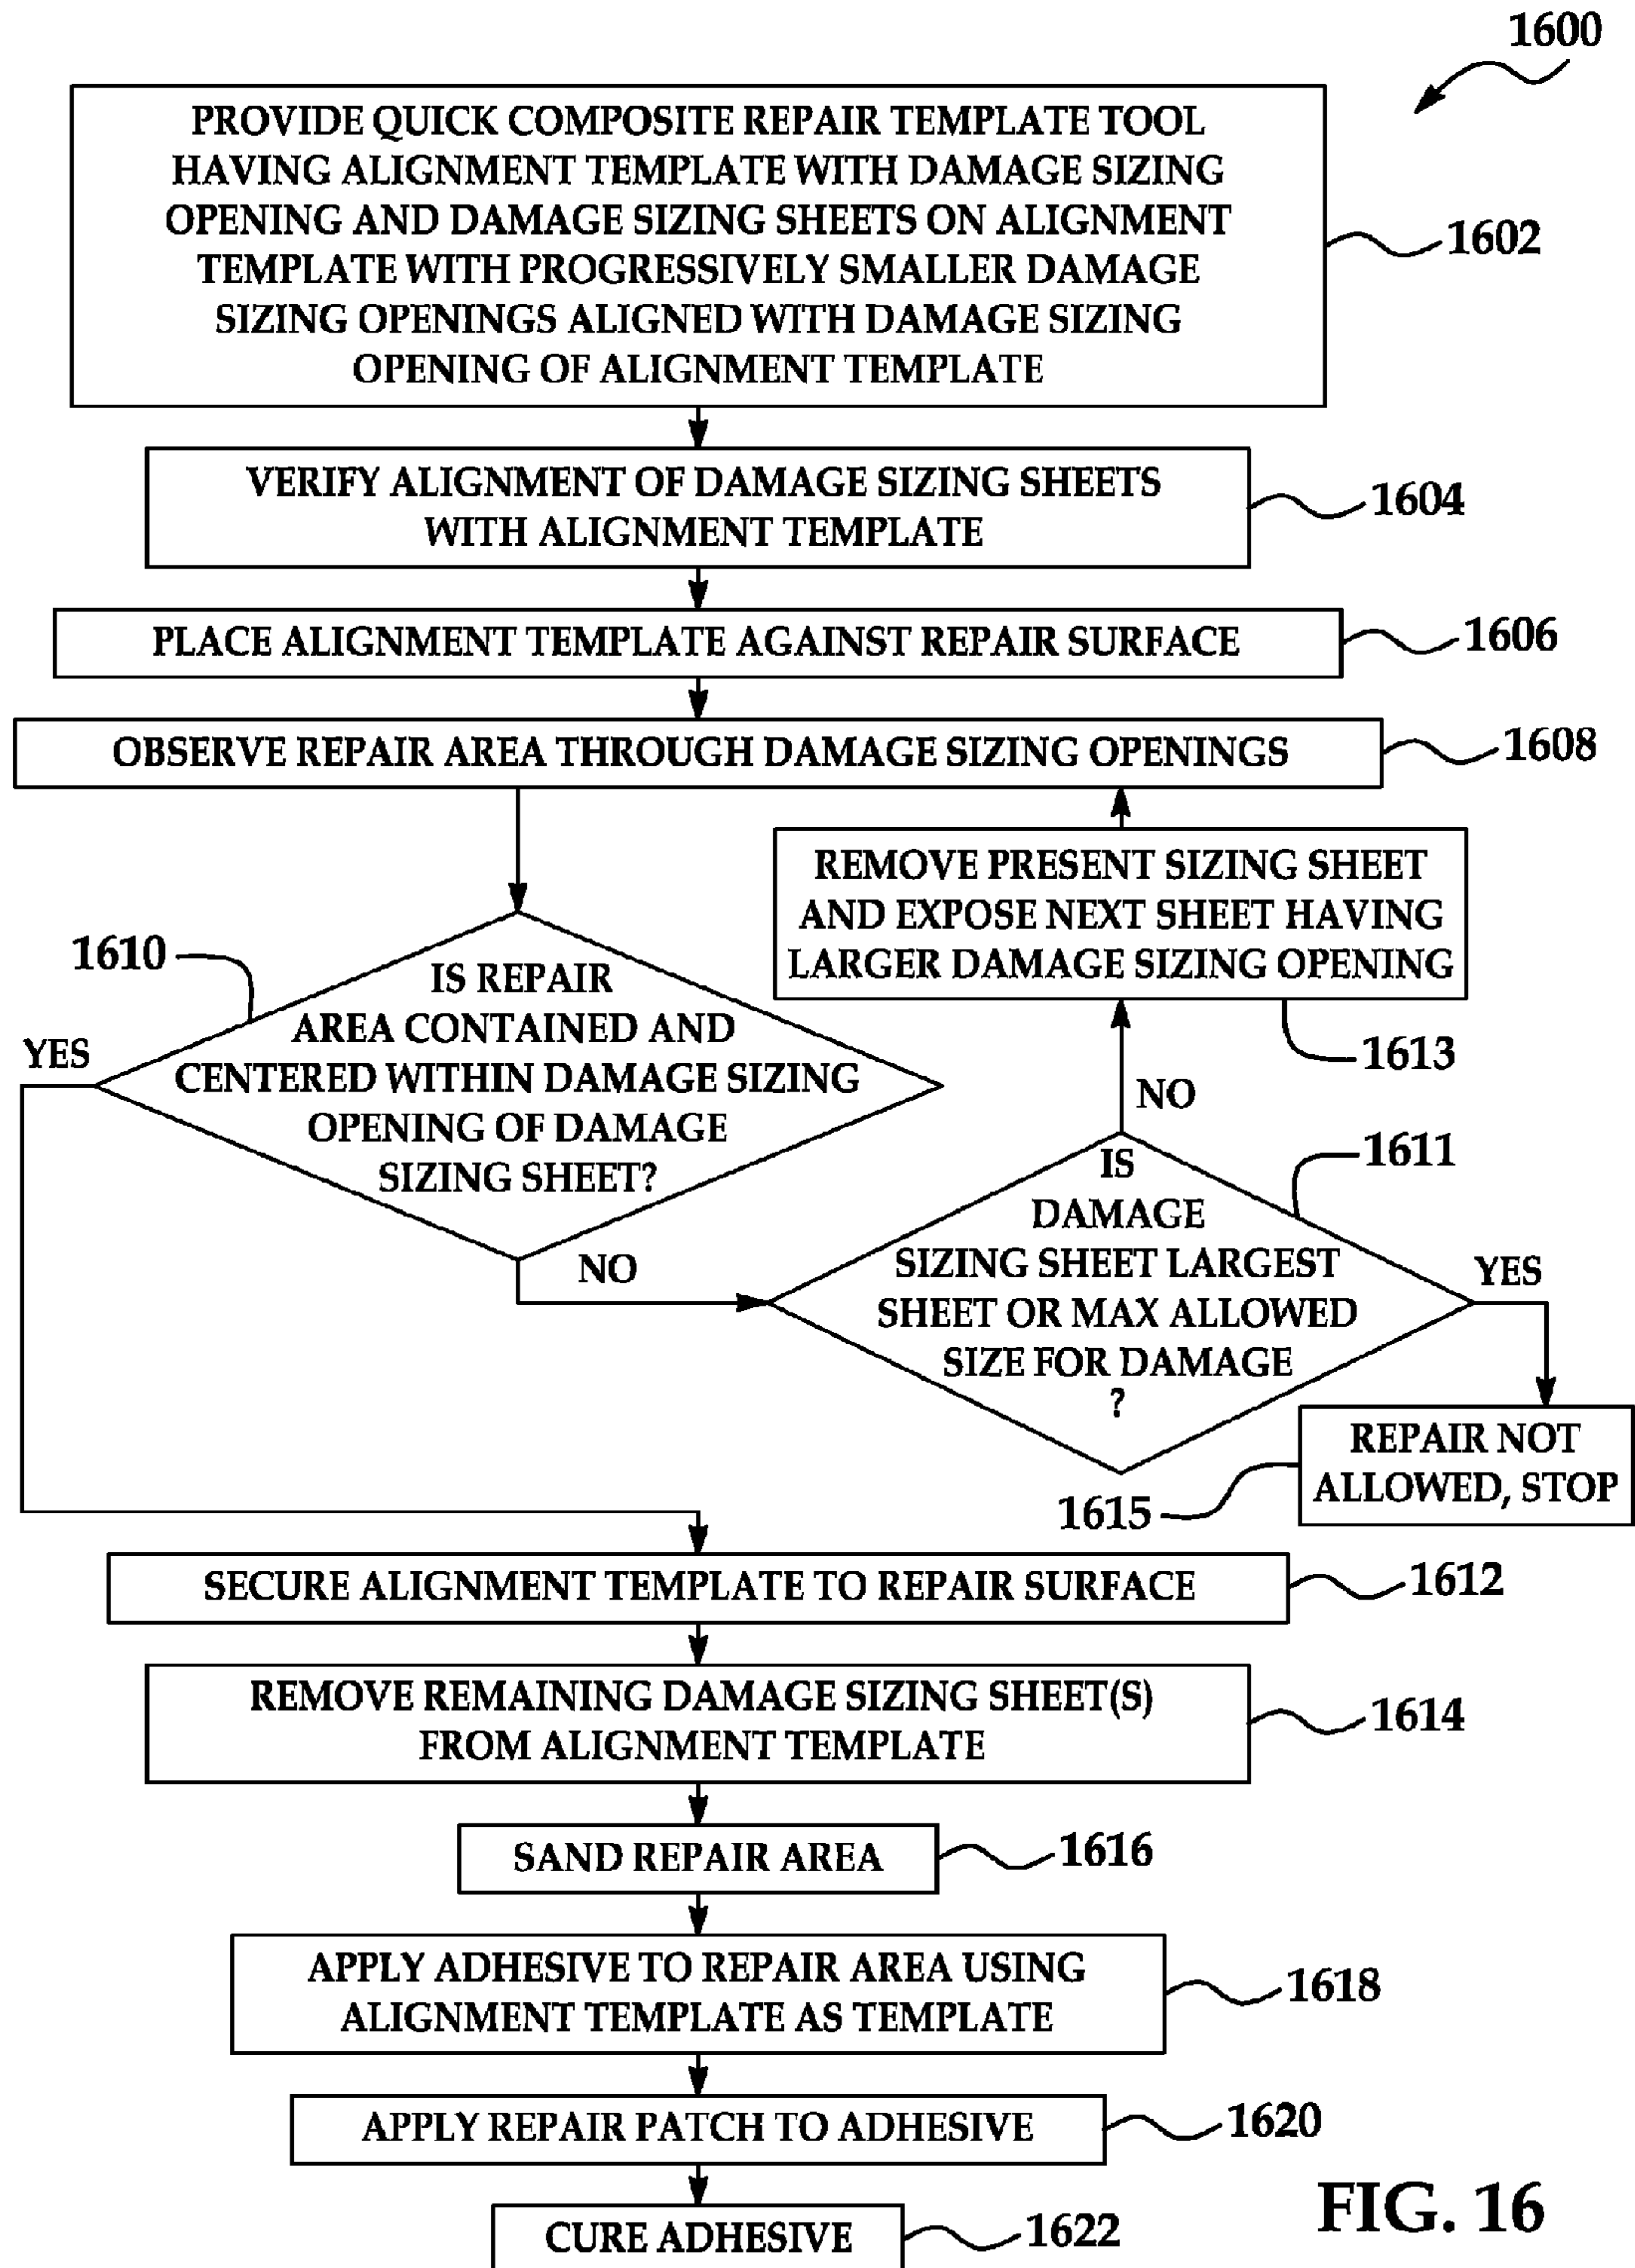 1600
PROVIDE QUICK COMPOSITE REPAIR TEMPLATE TOOL
HAVING ALIGNMENT TEMPLATE WITH DAMAGE SIZING
OPENING AND DAMAGE SIZING SHEETS ON ALIGNMENT
TEMPLATE WITH PROGRESSIVELY SMALLER DAMAGE
SIZING OPENINGS ALIGNED WITH DAMAGE SIZING
OPENING OF ALIGNMENT TEMPLATE
1602
VERIFY ALIGNMENT OF DAMAGE SIZING SHEETS
WITH ALIGNMENT TEMPLATE
1604
PLACE ALIGNMENT TEMPLATE AGAINST REPAIR SURFACE
1606
OBSERVE REPAIR AREA THROUGH DAMAGE SIZING OPENINGS
1608
1610
IS REPAIR
AREA CONTAINED AND
CENTERED WITHIN DAMAGE SIZING
OPENING OF DAMAGE
SIZING SHEET?
YES
NO
REMOVE PRESENT SIZING SHEET
AND EXPOSE NEXT SHEET HAVING
LARGER DAMAGE SIZING OPENING
1613
NO
1611
IS
DAMAGE
SIZING SHEET LARGEST
SHEET OR MAX ALLOWED
SIZE FOR DAMAGE
?
YES
REPAIR NOT
ALLOWED, STOP
1615
SECURE ALIGNMENT TEMPLATE TO REPAIR SURFACE
1612
REMOVE REMAINING DAMAGE SIZING SHEET(S)
FROM ALIGNMENT TEMPLATE
1614
SAND REPAIR AREA
1616
APPLY ADHESIVE TO REPAIR AREA USING
ALIGNMENT TEMPLATE AS TEMPLATE
1618
APPLY REPAIR PATCH TO ADHESIVE
1620
CURE ADHESIVE
1622
FIG. 16